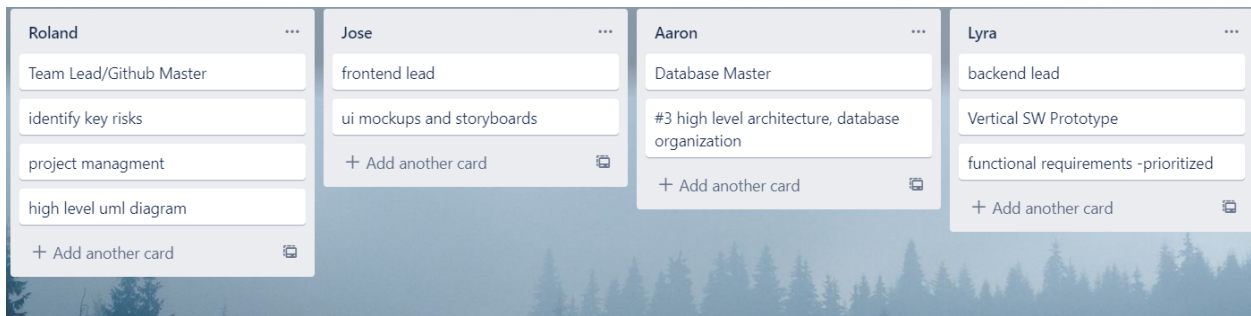 Roland
Team Lead/Github Master
identify key risks
project managment
high level uml diagram
+ Add another card
Jose
frontend lead
ui mockups and storyboards
+ Add another card
Aaron
Database Master
#3 high level architecture, database
organization
+ Add another card
Lyra
backend lead
Vertical SW Prototype
functional requirements -prioritized
+ Add another card